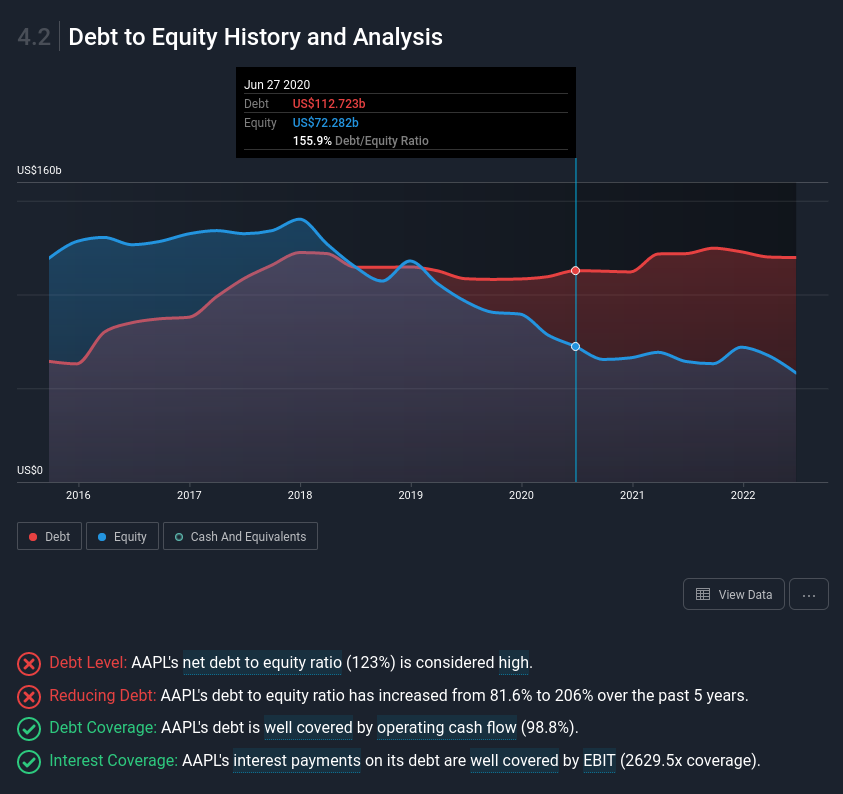 4.2 Debt to Equity History and Analysis
Jun 27 2020
Debt US$112.723b
Equity US$72.282b
155.9% Debt/Equity Ratio
US$160b
US$0
2016 2017 2018 2019 2020 2021 2022
Debt Equity Cash And Equivalents
View Data ...
Debt Level: AAPL's net debt to equity ratio (123%) is considered high.
Reducing Debt: AAPL's debt to equity ratio has increased from 81.6% to 206% over the past 5 years.
Debt Coverage: AAPL's debt is well covered by operating cash flow (98.8%).
Interest Coverage: AAPL's interest payments on its debt are well covered by EBIT (2629.5x coverage).